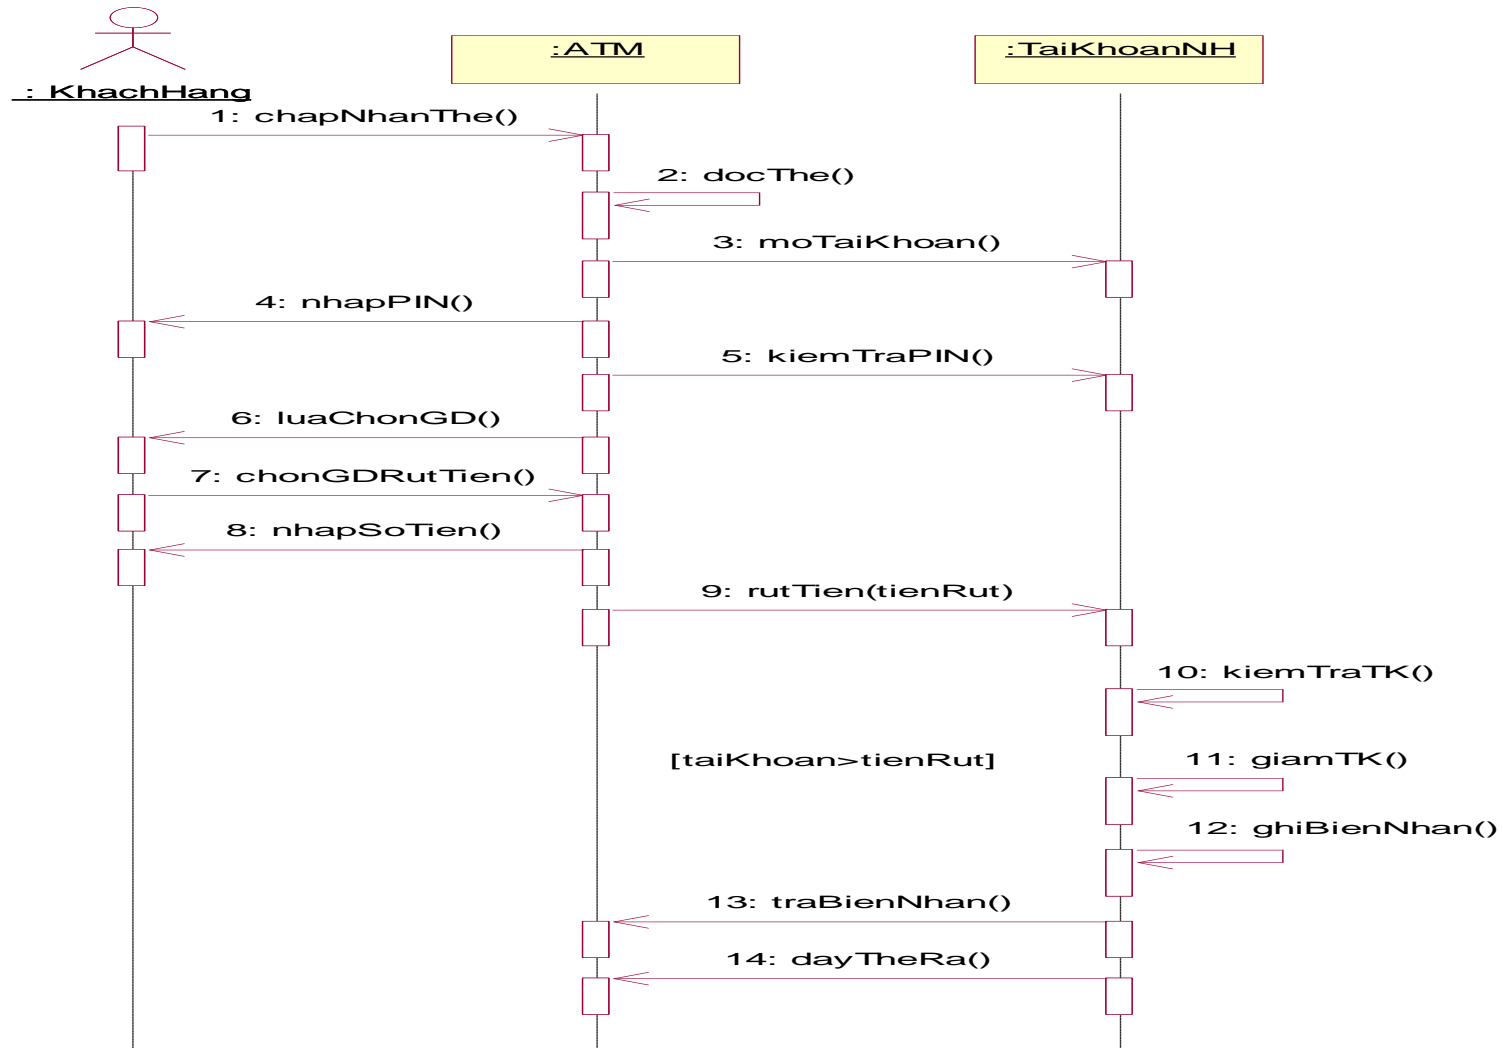 :ATM
:TaiKhoanNH
: KhachHang
1: chapNhanThe()
2: docThe()
3: moTaiKhoan()
4: nhapPIN()
5: kiemTraPIN()
6: luaChonGD()
7: chonGDRutTien()
8: nhapSoTien()
9: rutTien(tienRut)
10: kiemTraTK()
[taiKhoan>tienRut]
11: giamTK()
12: ghiBienNhan()
13: traBienNhan()
14: dayTheRa()